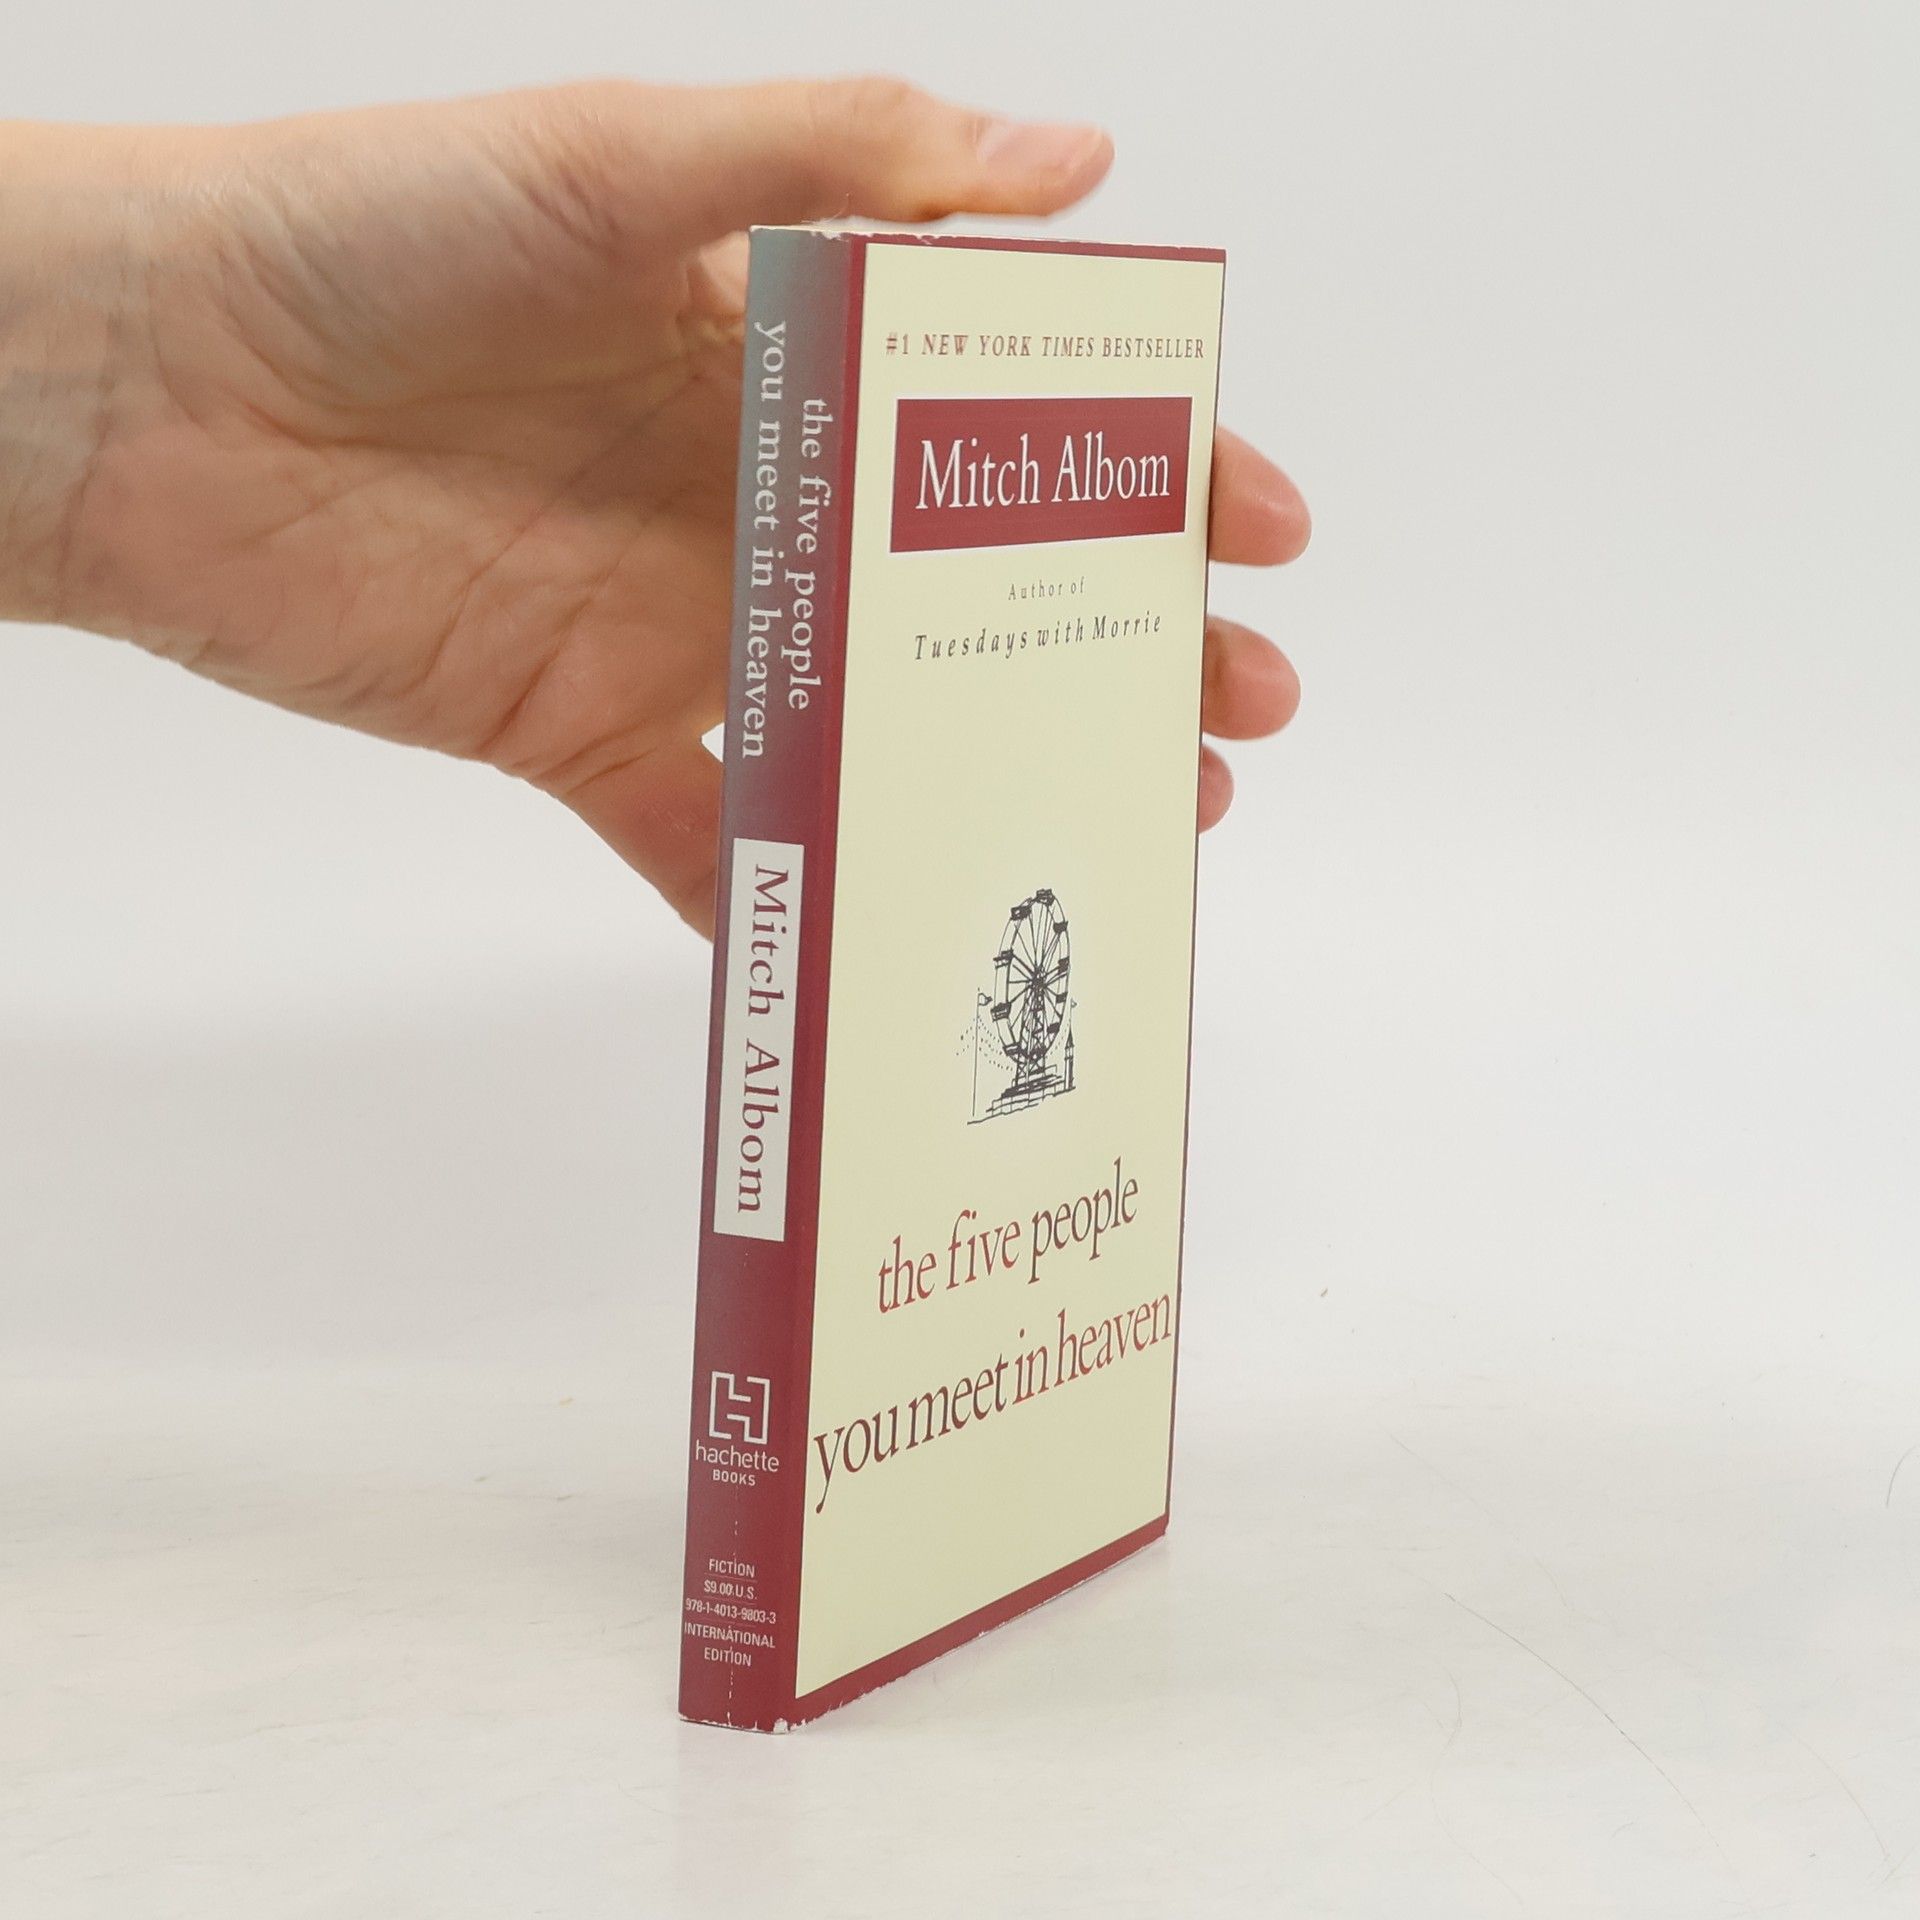 the five people
you meet in heaven
Mitch Albom
hachette
BOOKS
FICTION
$9.00 U.S.
978-1-4013-9803-3
INTERNATIONAL
EDITION
#1 NEW YORK TIMES BESTSELLER
Mitch Albom
Author of
Tuesdays with Morrie
the five people
you meet in heaven